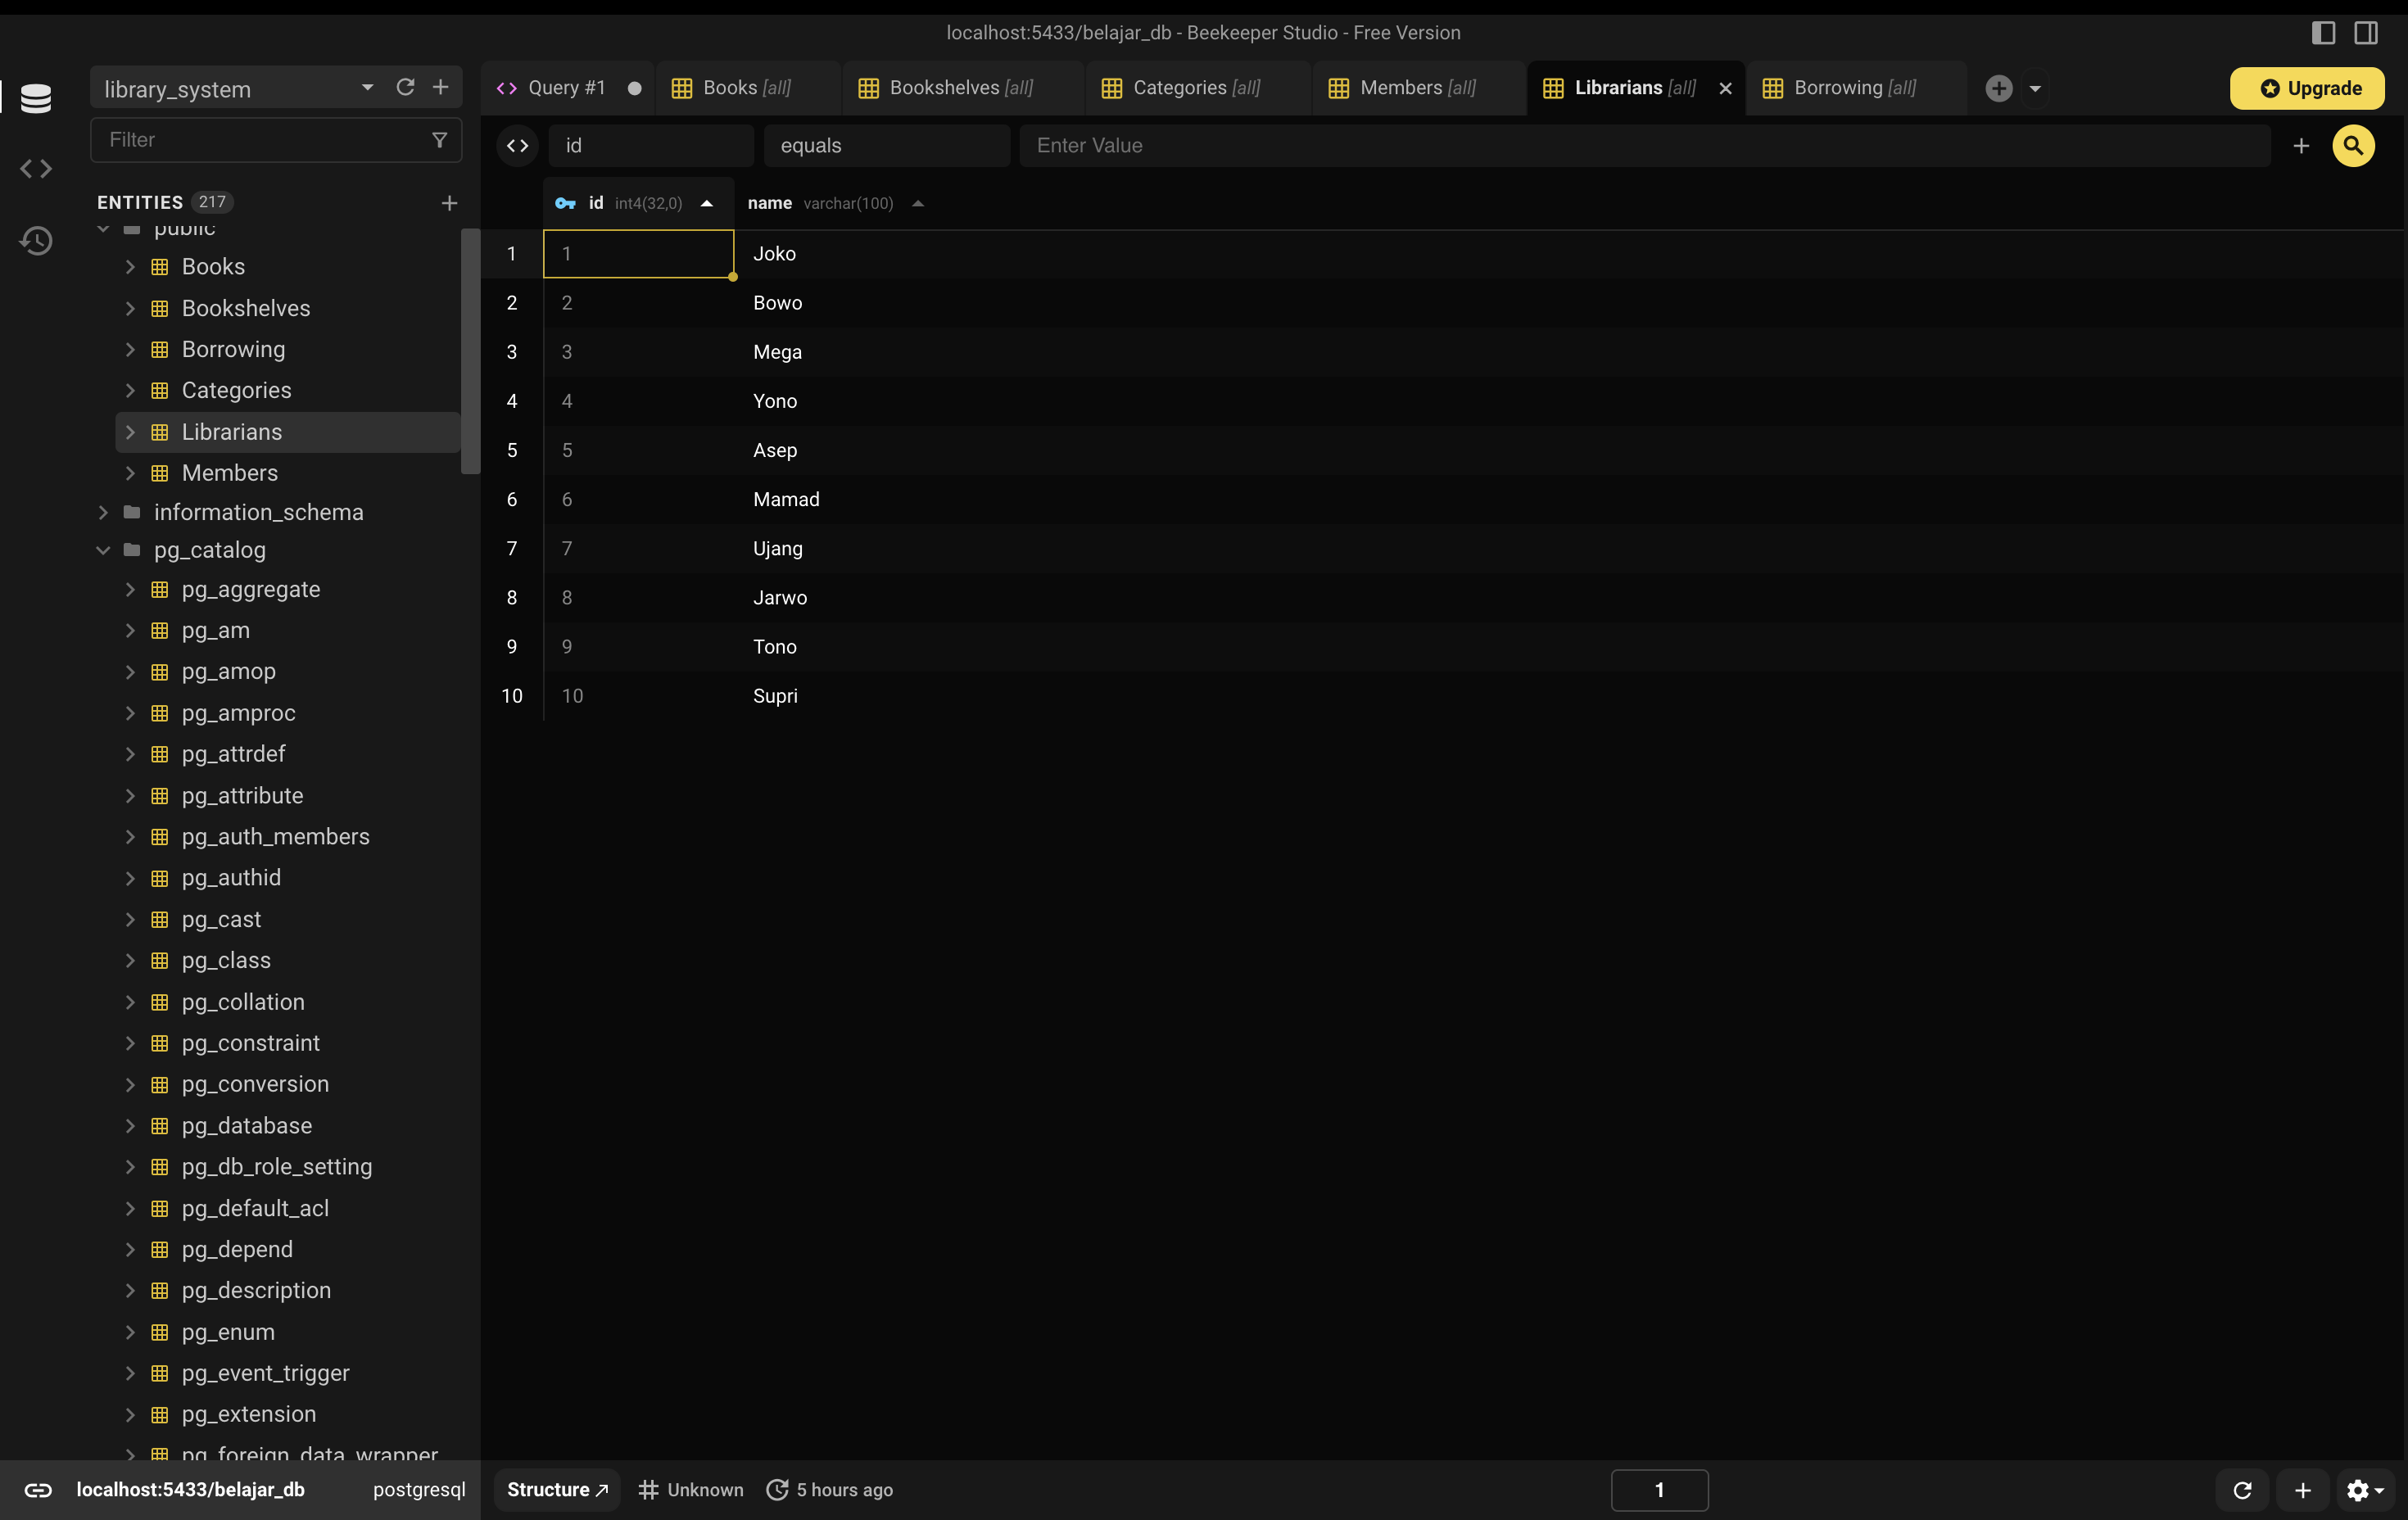 localhost:5433/belajar_db - Beekeeper Studio - Free Version
library_system
Query #1
Books [all]
Bookshelves [all]
Categories [all]
Members [all]
Librarians [all]
Borrowing [all]
Upgrade
Filter
id
equals
Enter Value
ENTITIES 217
public
Books
Bookshelves
Borrowing
Categories
Librarians
Members
information_schema
pg_catalog
pg_aggregate
pg_am
pg_amop
pg_amproc
pg_attrdef
pg_attribute
pg_auth_members
pg_authid
pg_cast
pg_class
pg_collation
pg_constraint
pg_conversion
pg_database
pg_db_role_setting
pg_default_acl
pg_depend
pg_description
pg_enum
pg_event_trigger
pg_extension
pg_foreign_data_wrapper
id int4(32,0) name varchar(100)
1 1 Joko
2 2 Bowo
3 3 Mega
4 4 Yono
5 5 Asep
6 6 Mamad
7 7 Ujang
8 8 Jarwo
9 9 Tono
10 10 Supri
localhost:5433/belajar_db postgresql
Structure
Unknown
5 hours ago
1